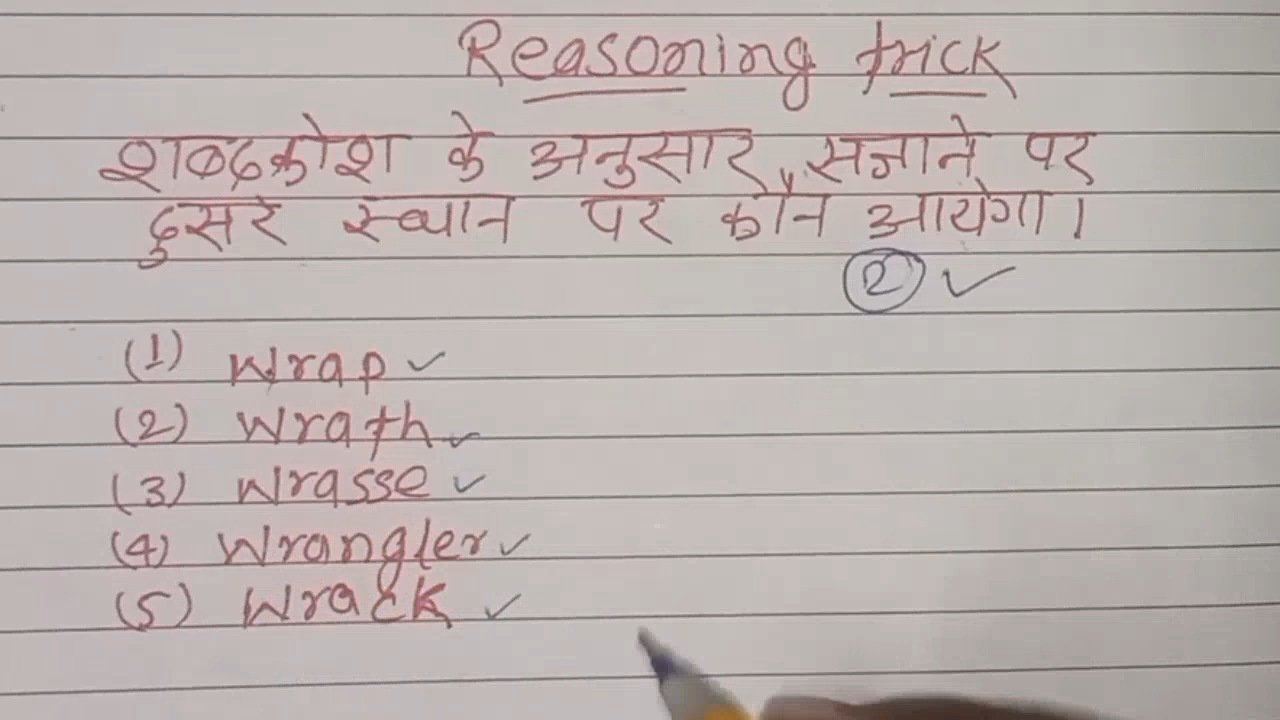 Reasoning trick
शब्दकोश के अनुसार, सजाने पर
दुसरे स्थान पर कौन आयेगा।
2 ✓
(1) Wrap ✓
(2) Wrath ✓
(3) Wrasse ✓
(4) Wrangler ✓
(5) Wrack ✓